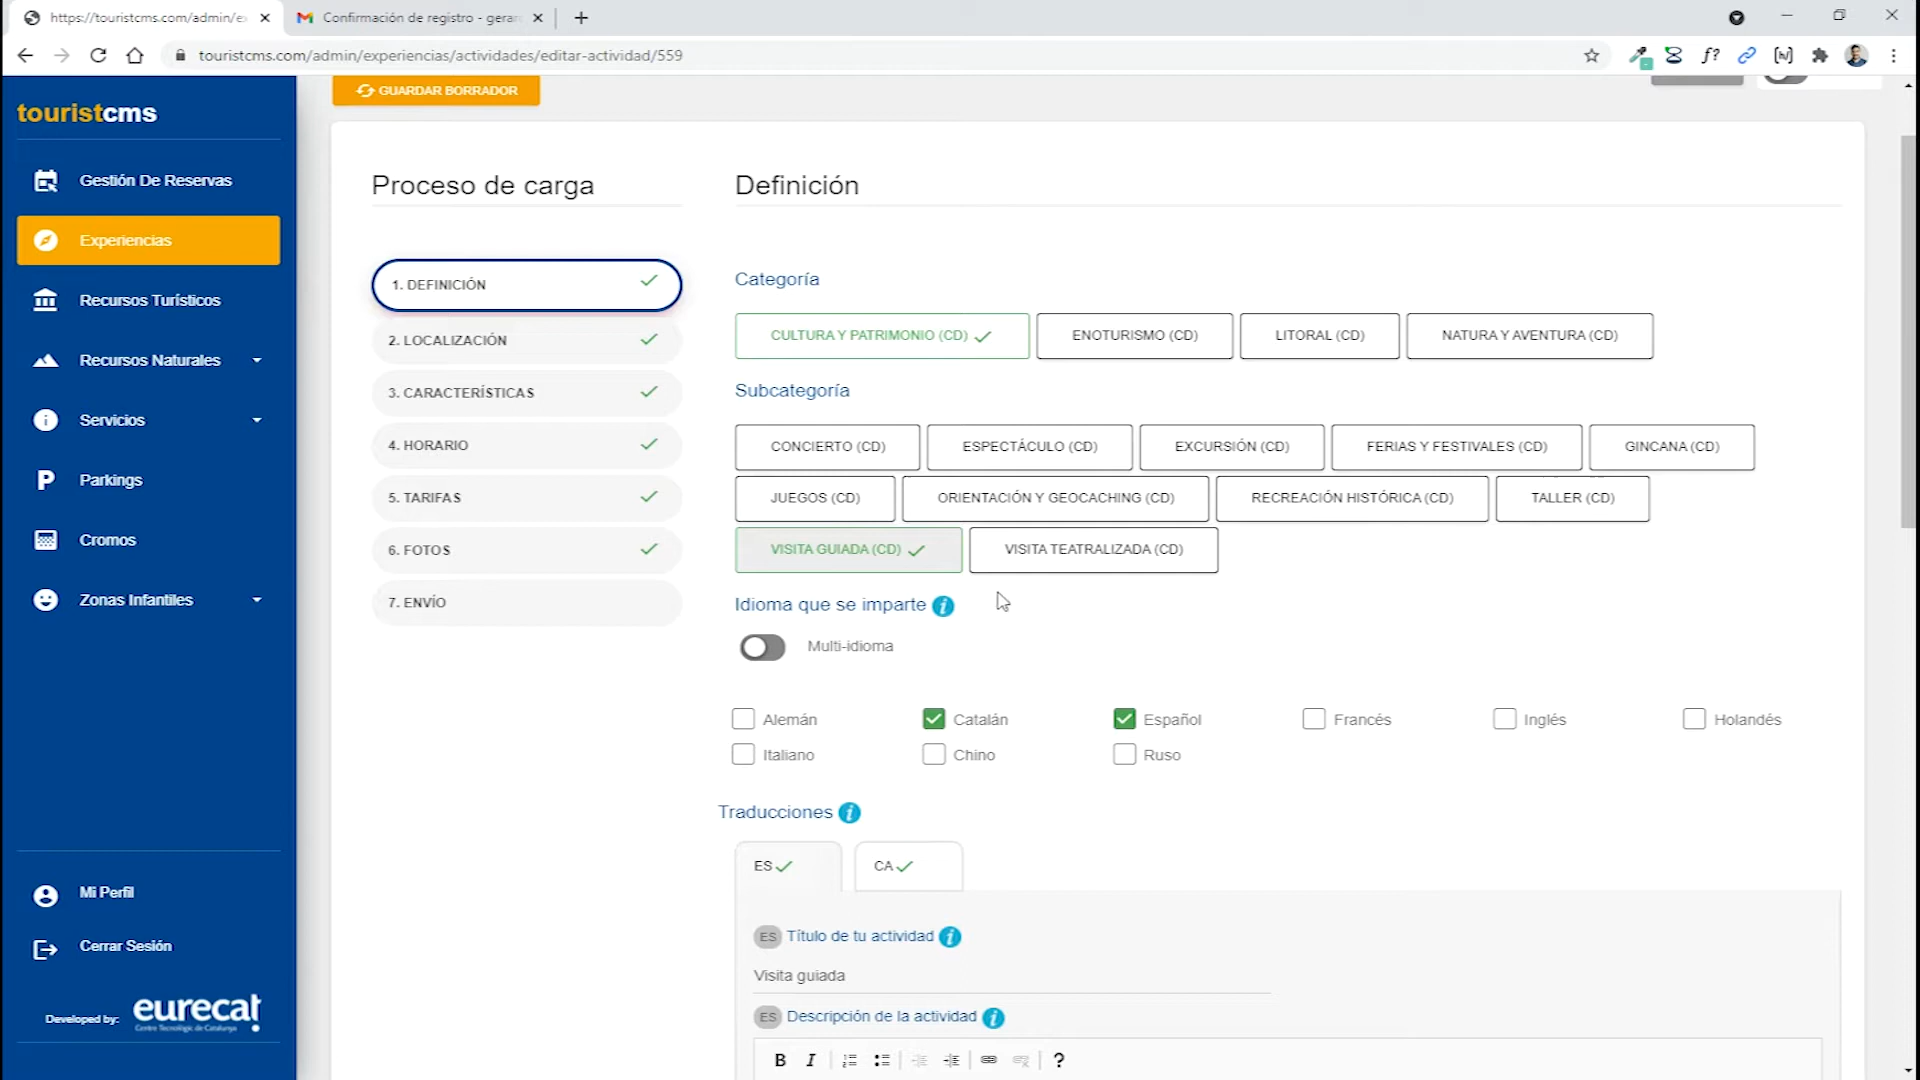 https://touristcms.com/admin/ex
Confirmación de registro - gerar
touristcms.com/admin/experiencias/actividades/editar-actividad/559
touristcms
GUARDAR BORRADOR
Gestión De Reservas
Experiencias
Recursos Turísticos
Recursos Naturales
Servicios
Parkings
Cromos
Zonas Infantiles
Mi Perfil
Cerrar Sesión
Developed by: eurecat
Centre Tecnològic de Catalunya
Proceso de carga
1. DEFINICIÓN
2. LOCALIZACIÓN
3. CARACTERÍSTICAS
4. HORARIO
5. TARIFAS
6. FOTOS
7. ENVÍO
Definición
Categoría
CULTURA Y PATRIMONIO (CD) ENOTURISMO (CD) LITORAL (CD) NATURA Y AVENTURA (CD)
Subcategoría
CONCIERTO (CD) ESPECTÁCULO (CD) EXCURSIÓN (CD) FERIAS Y FESTIVALES (CD) GINCANA (CD)
JUEGOS (CD) ORIENTACIÓN Y GEOCACHING (CD) RECREACIÓN HISTÓRICA (CD) TALLER (CD)
VISITA GUIADA (CD) VISITA TEATRALIZADA (CD)
Idioma que se imparte
Multi-idioma
Alemán Catalán Español Francés Inglés Holandés
Italiano Chino Ruso
Traducciones
ES CA
ES Título de tu actividad
Visita guiada
ES Descripción de la actividad
B I ?